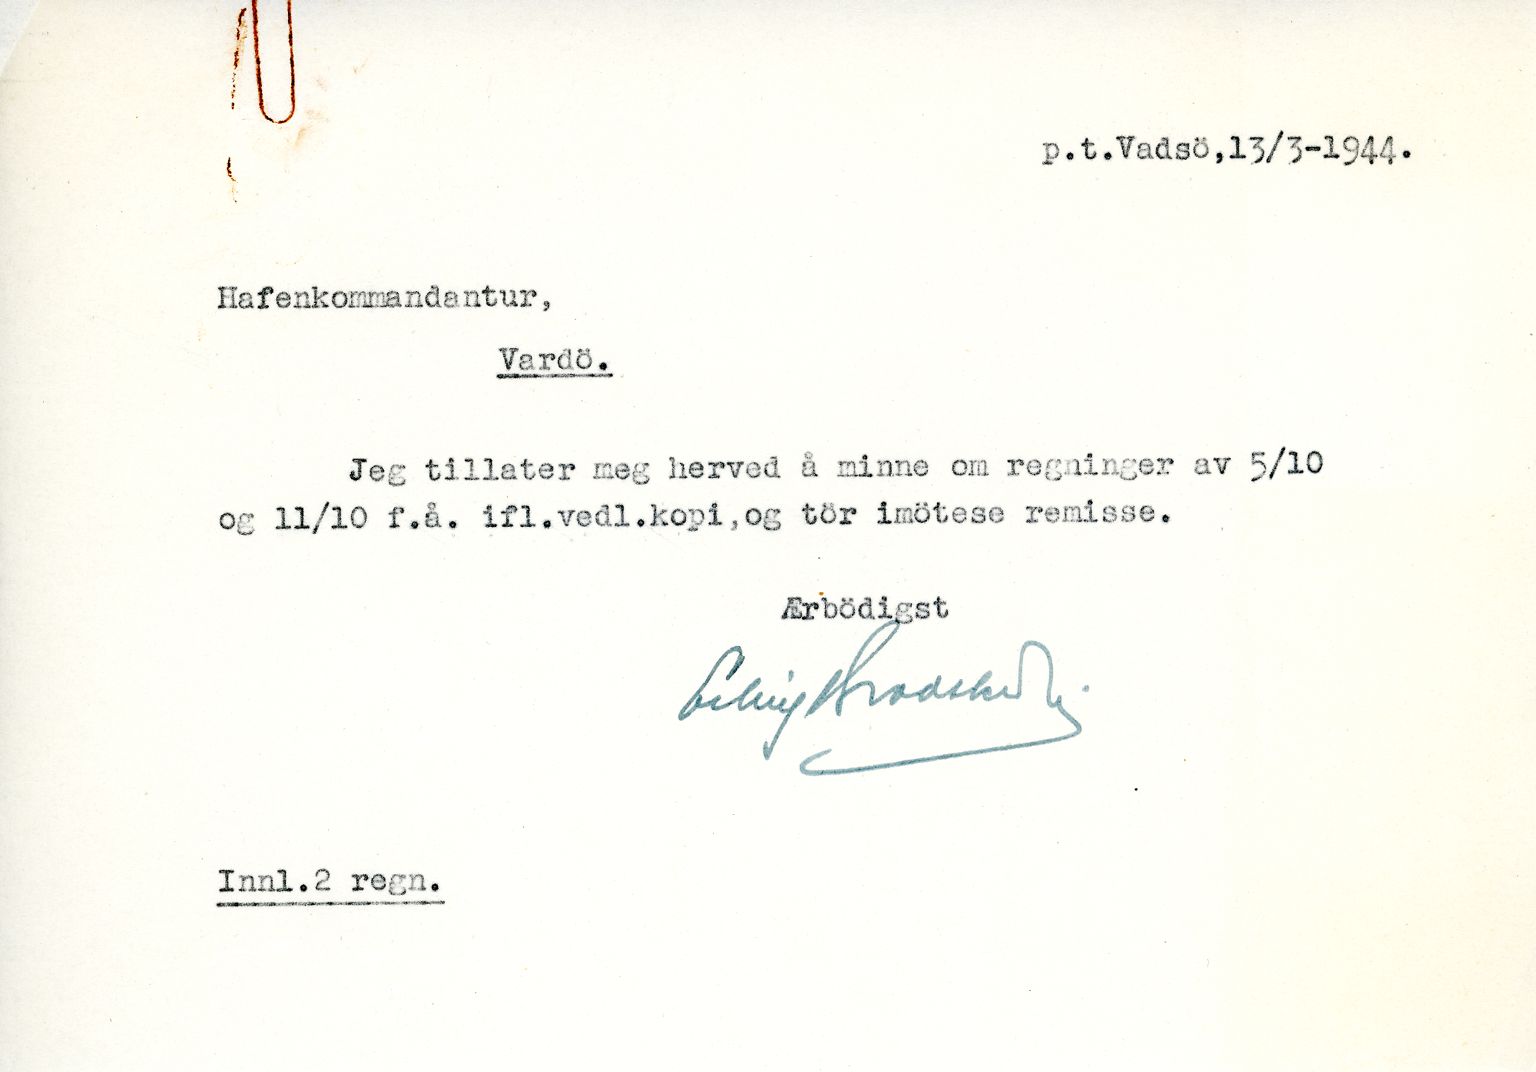 p.t.Vadsö,13/3-1944.
Hafenkommandantur,
Vardö.
Jeg tillater meg herved å minne om regninger av 5/10
og 11/10 f.å. ifl.vedl.kopi,og tör imötese remisse.
Ærbödigst
Innl.2 regn.